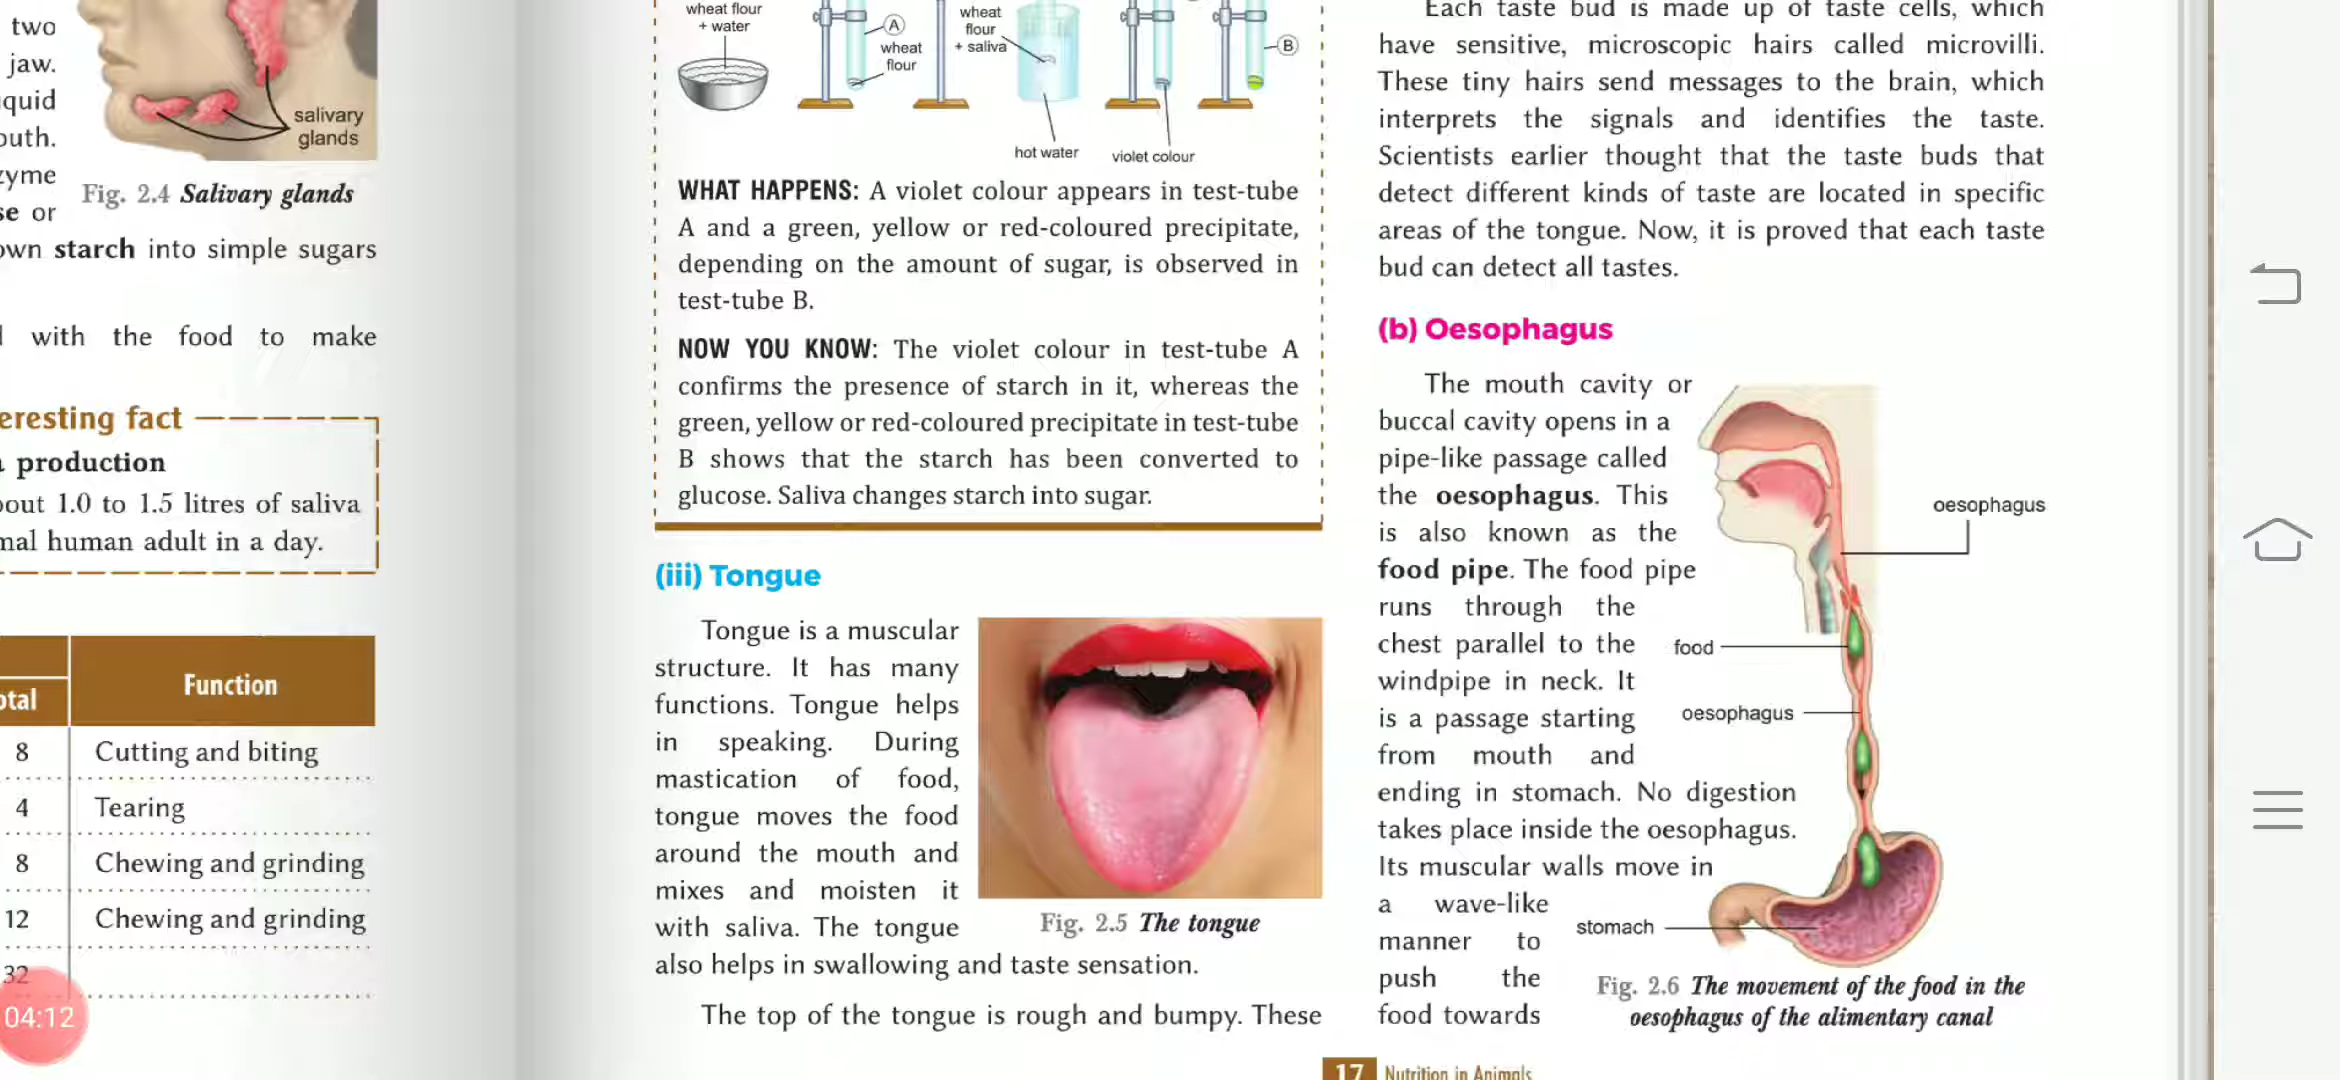 two
jaw.
salivary
glands
Fig. 2.4 Salivary glands
or
starch into simple sugars
with the food to make
fact
production
1.0 to 1.5 litres of saliva
human adult in a day.
Function
8 Cutting and biting
4 Tearing
8 Chewing and grinding
12 Chewing and grinding
32
04:12
wheat flour
+ water
A
wheat
flour
wheat
flour
+ saliva
B
hot water
violet colour
WHAT HAPPENS: A violet colour appears in test-tube
A and a green, yellow or red-coloured precipitate,
depending on the amount of sugar, is observed in
test-tube B.
NOW YOU KNOW: The violet colour in test-tube A
confirms the presence of starch in it, whereas the
green, yellow or red-coloured precipitate in test-tube
B shows that the starch has been converted to
glucose. Saliva changes starch into sugar.
(iii) Tongue
Tongue is a muscular
structure. It has many
functions. Tongue helps
in speaking. During
mastication of food,
tongue moves the food
around the mouth and
mixes and moisten it
with saliva. The tongue
also helps in swallowing and taste sensation.
Fig. 2.5 The tongue
The top of the tongue is rough and bumpy. These
Each taste bud is made up of taste cells, which
have sensitive, microscopic hairs called microvilli.
These tiny hairs send messages to the brain, which
interprets the signals and identifies the taste.
Scientists earlier thought that the taste buds that
detect different kinds of taste are located in specific
areas of the tongue. Now, it is proved that each taste
bud can detect all tastes.
(b) Oesophagus
The mouth cavity or
buccal cavity opens in a
pipe-like passage called
the oesophagus. This
is also known as the
food pipe. The food pipe
runs through the
chest parallel to the
windpipe in neck. It
is a passage starting
from mouth and
ending in stomach. No digestion
takes place inside the oesophagus.
Its muscular walls move in
a wave-like
manner to
push the
food towards
oesophagus
food
oesophagus
stomach
Fig. 2.6 The movement of the food in the
oesophagus of the alimentary canal
17 Nutrition in Animals